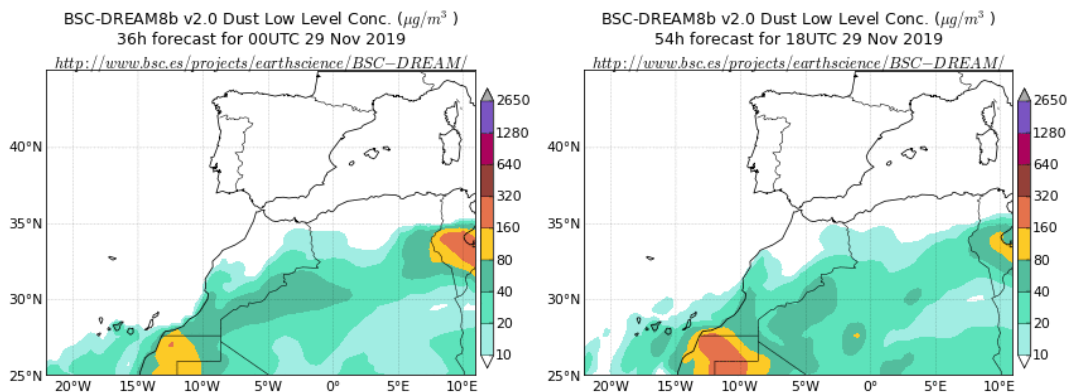 BSC-DREAM8b v2.0 Dust Low Level Conc. (μg/m³ )
36h forecast for 00UTC 29 Nov 2019
http://www.bsc.es/projects/earthscience/BSC−DREAM/
2650
1280
640
320
160
80
40
20
10
40°N
35°N
30°N
25°N
20°W 15°W 10°W 5°W 0° 5°E 10°E
BSC-DREAM8b v2.0 Dust Low Level Conc. (μg/m³ )
54h forecast for 18UTC 29 Nov 2019
http://www.bsc.es/projects/earthscience/BSC−DREAM/
2650
1280
640
320
160
80
40
20
10
40°N
35°N
30°N
25°N
20°W 15°W 10°W 5°W 0° 5°E 10°E